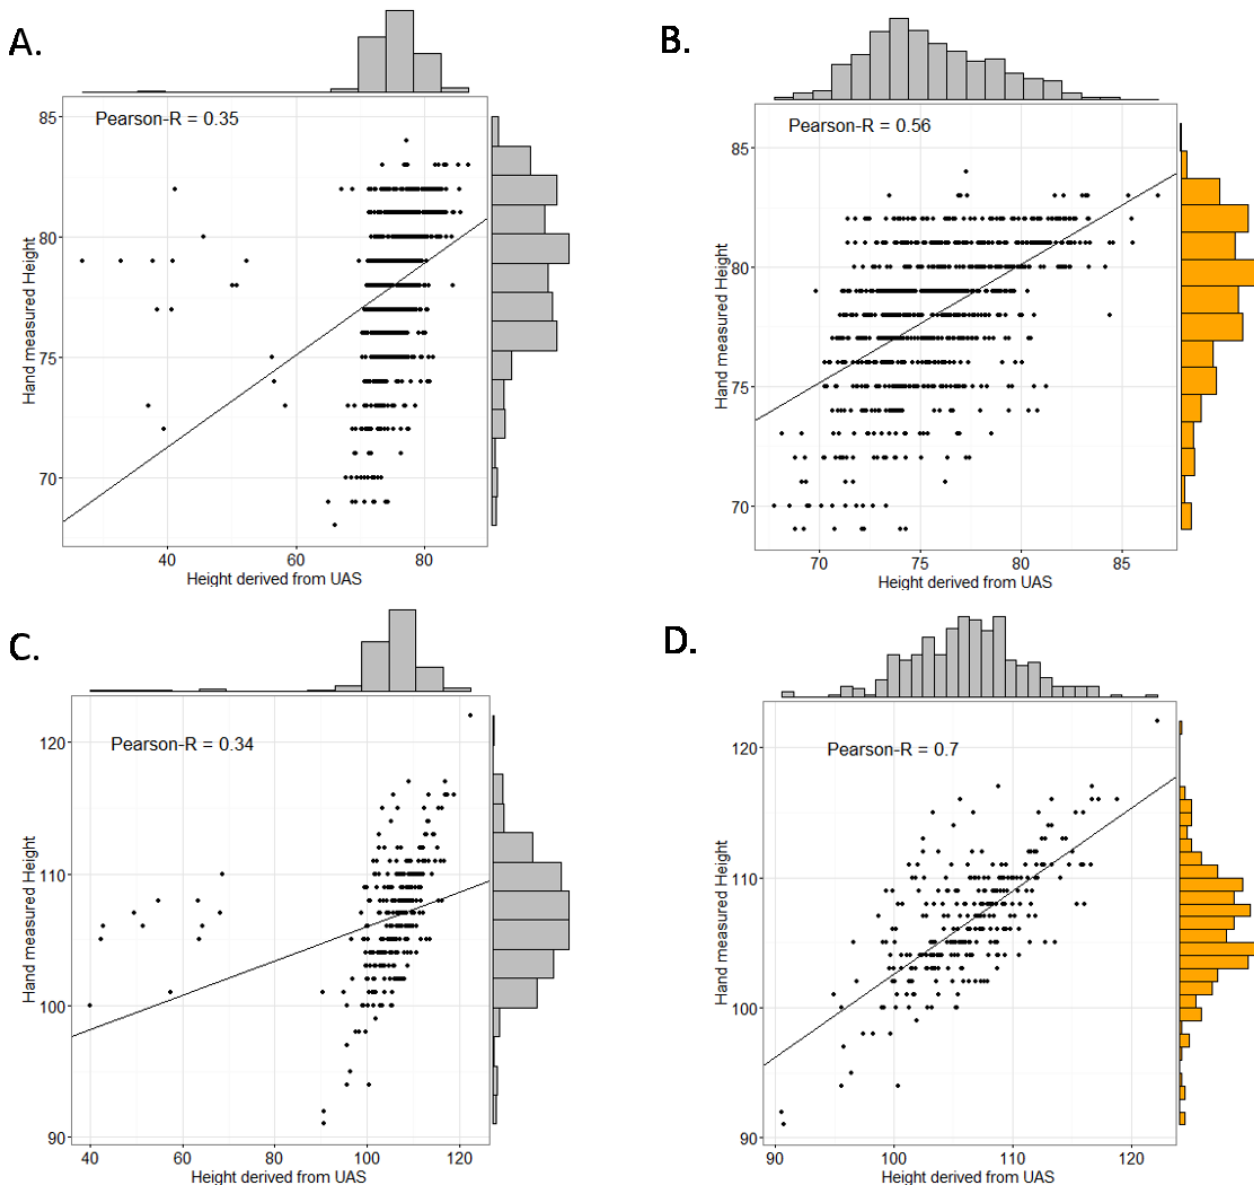 A.
Pearson-R = 0.35
85
80
75
70
Hand measured Height
40
60
80
Height derived from UAS
B.
Pearson-R = 0.56
85
80
75
70
Hand measured Height
70
75
80
85
Height derived from UAS
C.
Pearson-R = 0.34
120
110
100
90
Hand measured Height
40
60
80
100
120
Height derived from UAS
D.
Pearson-R = 0.7
120
110
100
90
Hand measured Height
90
100
110
120
Height derived from UAS